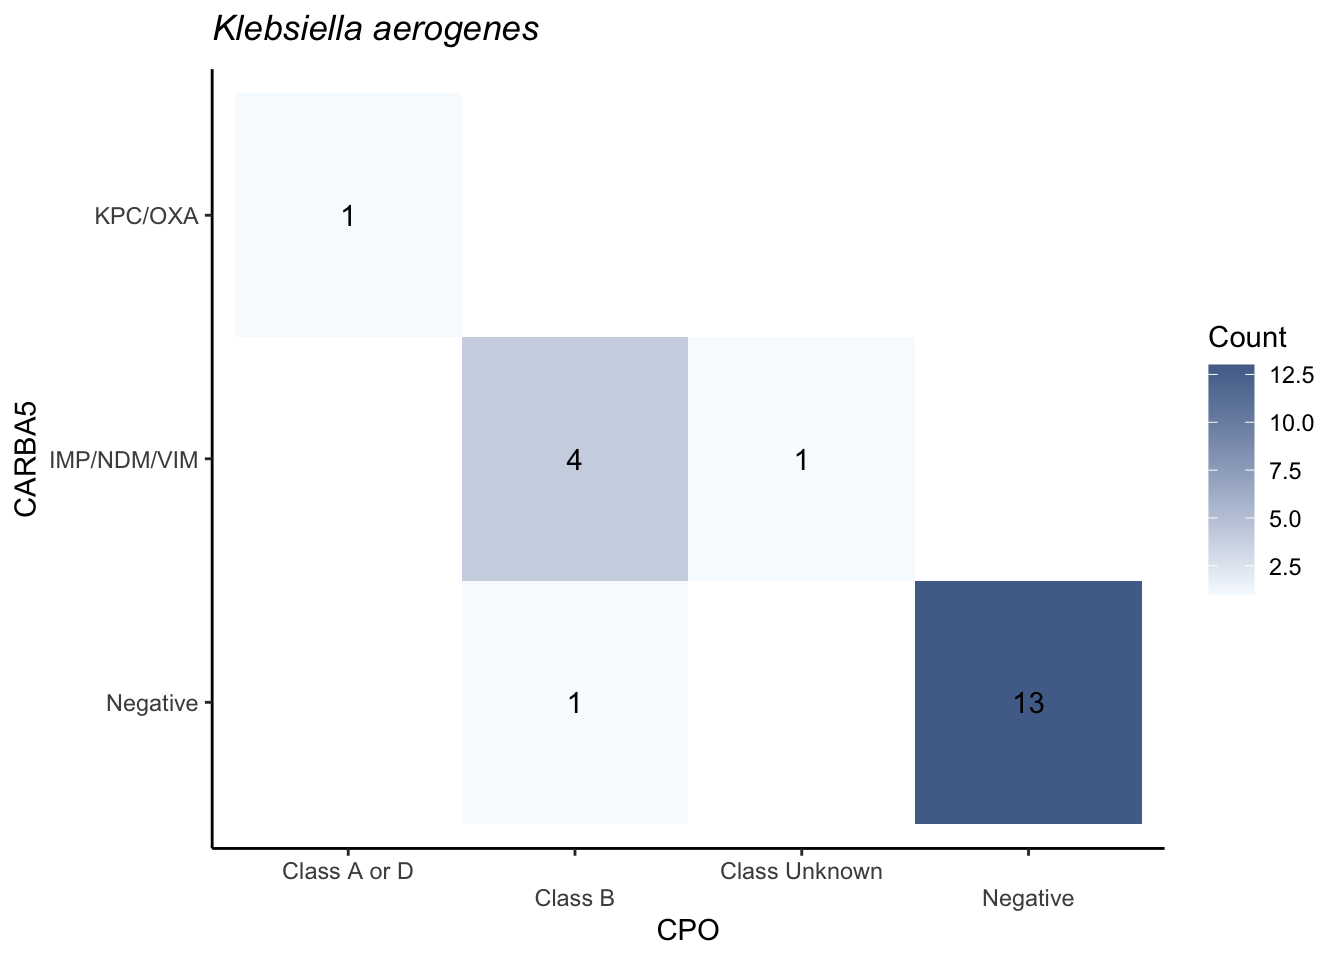 Klebsiella aerogenes
KPC/OXA
1
IMP/NDM/VIM
4
1
Negative
1
13
CARBA5
Class A or D
Class B
Class Unknown
Negative
CPO
Count
12.5
10.0
7.5
5.0
2.5